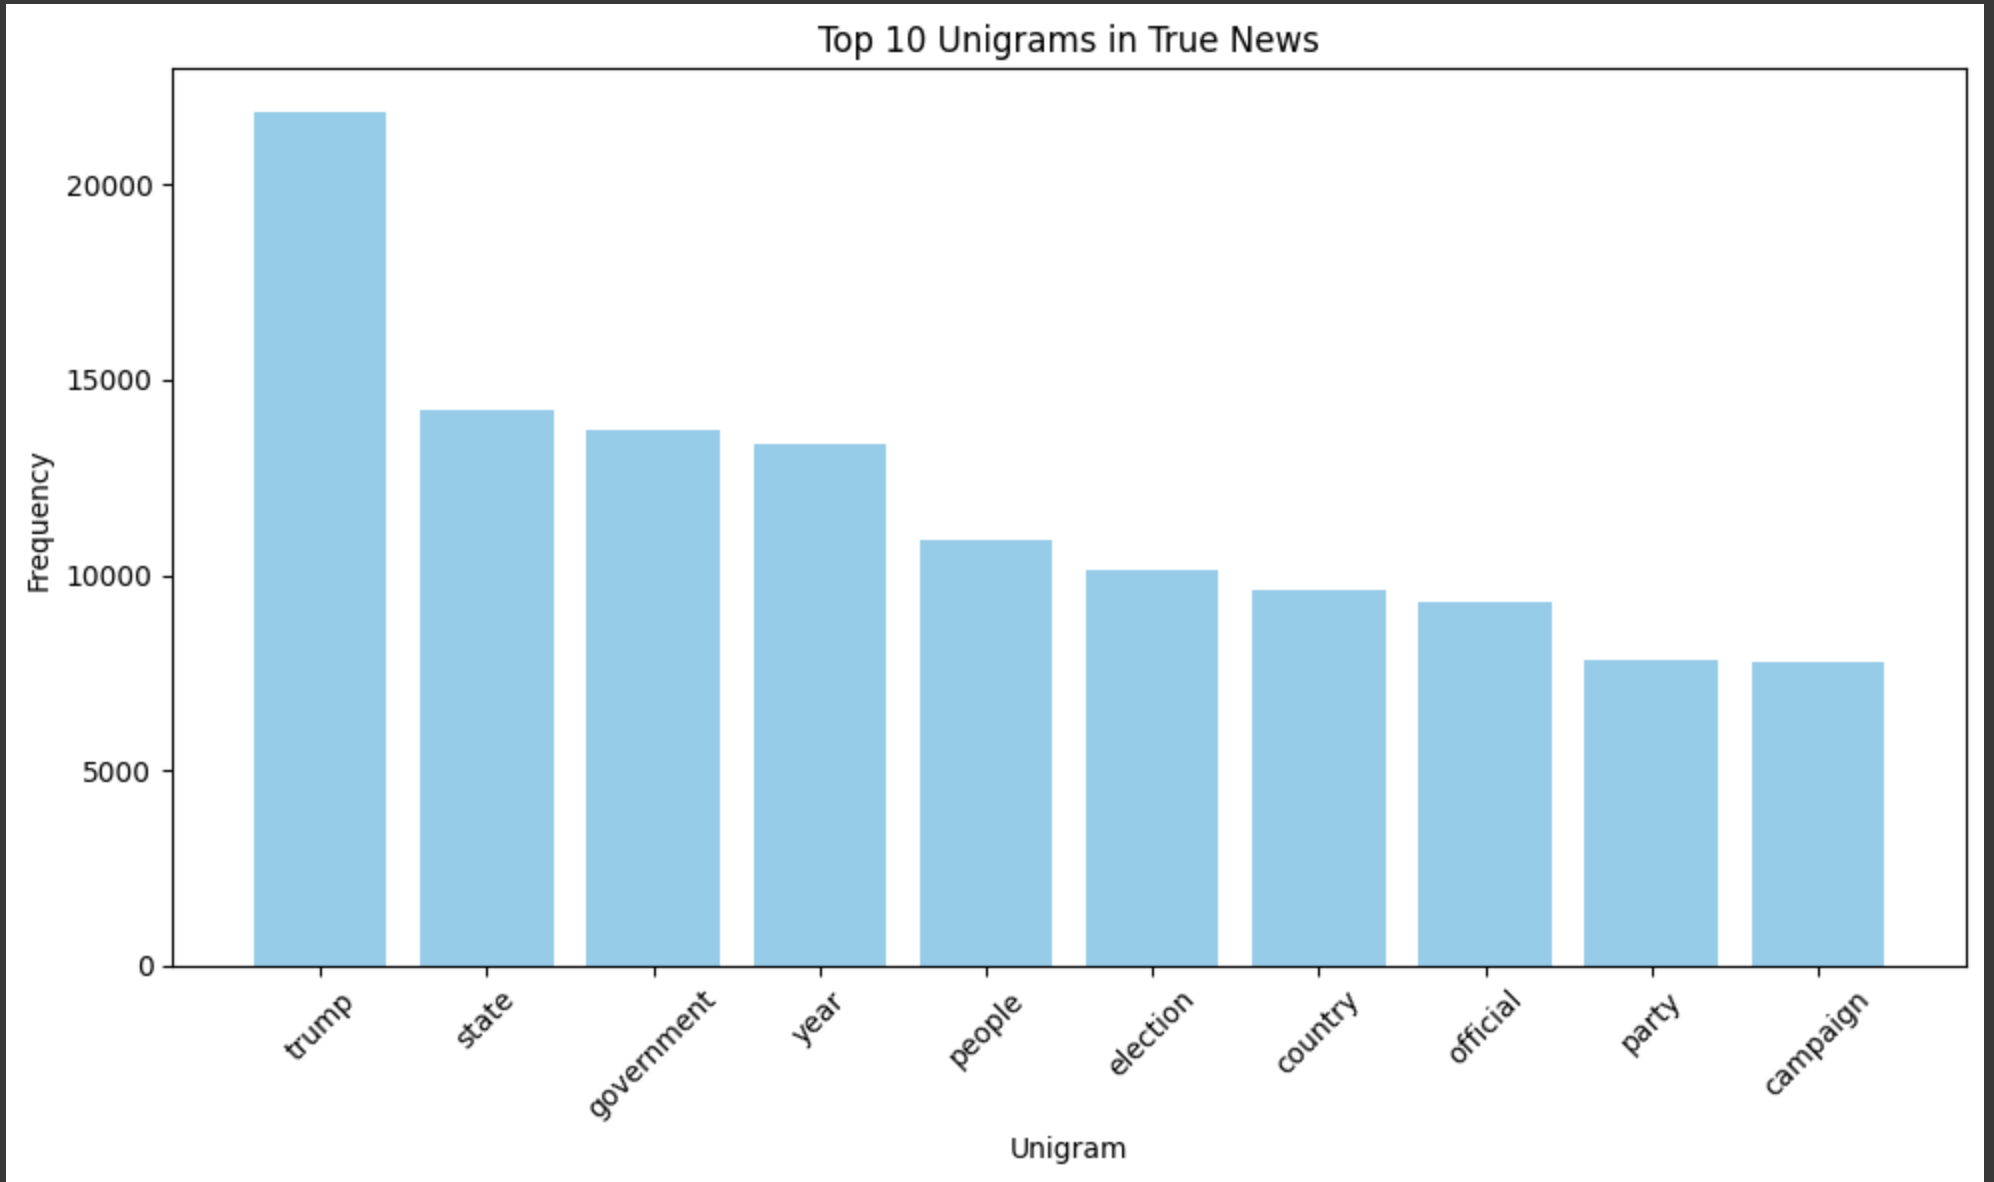 Top 10 Unigrams in True News
Frequency
20000
15000
10000
5000
0
trump
state
government
year
people
election
country
official
party
campaign
Unigram